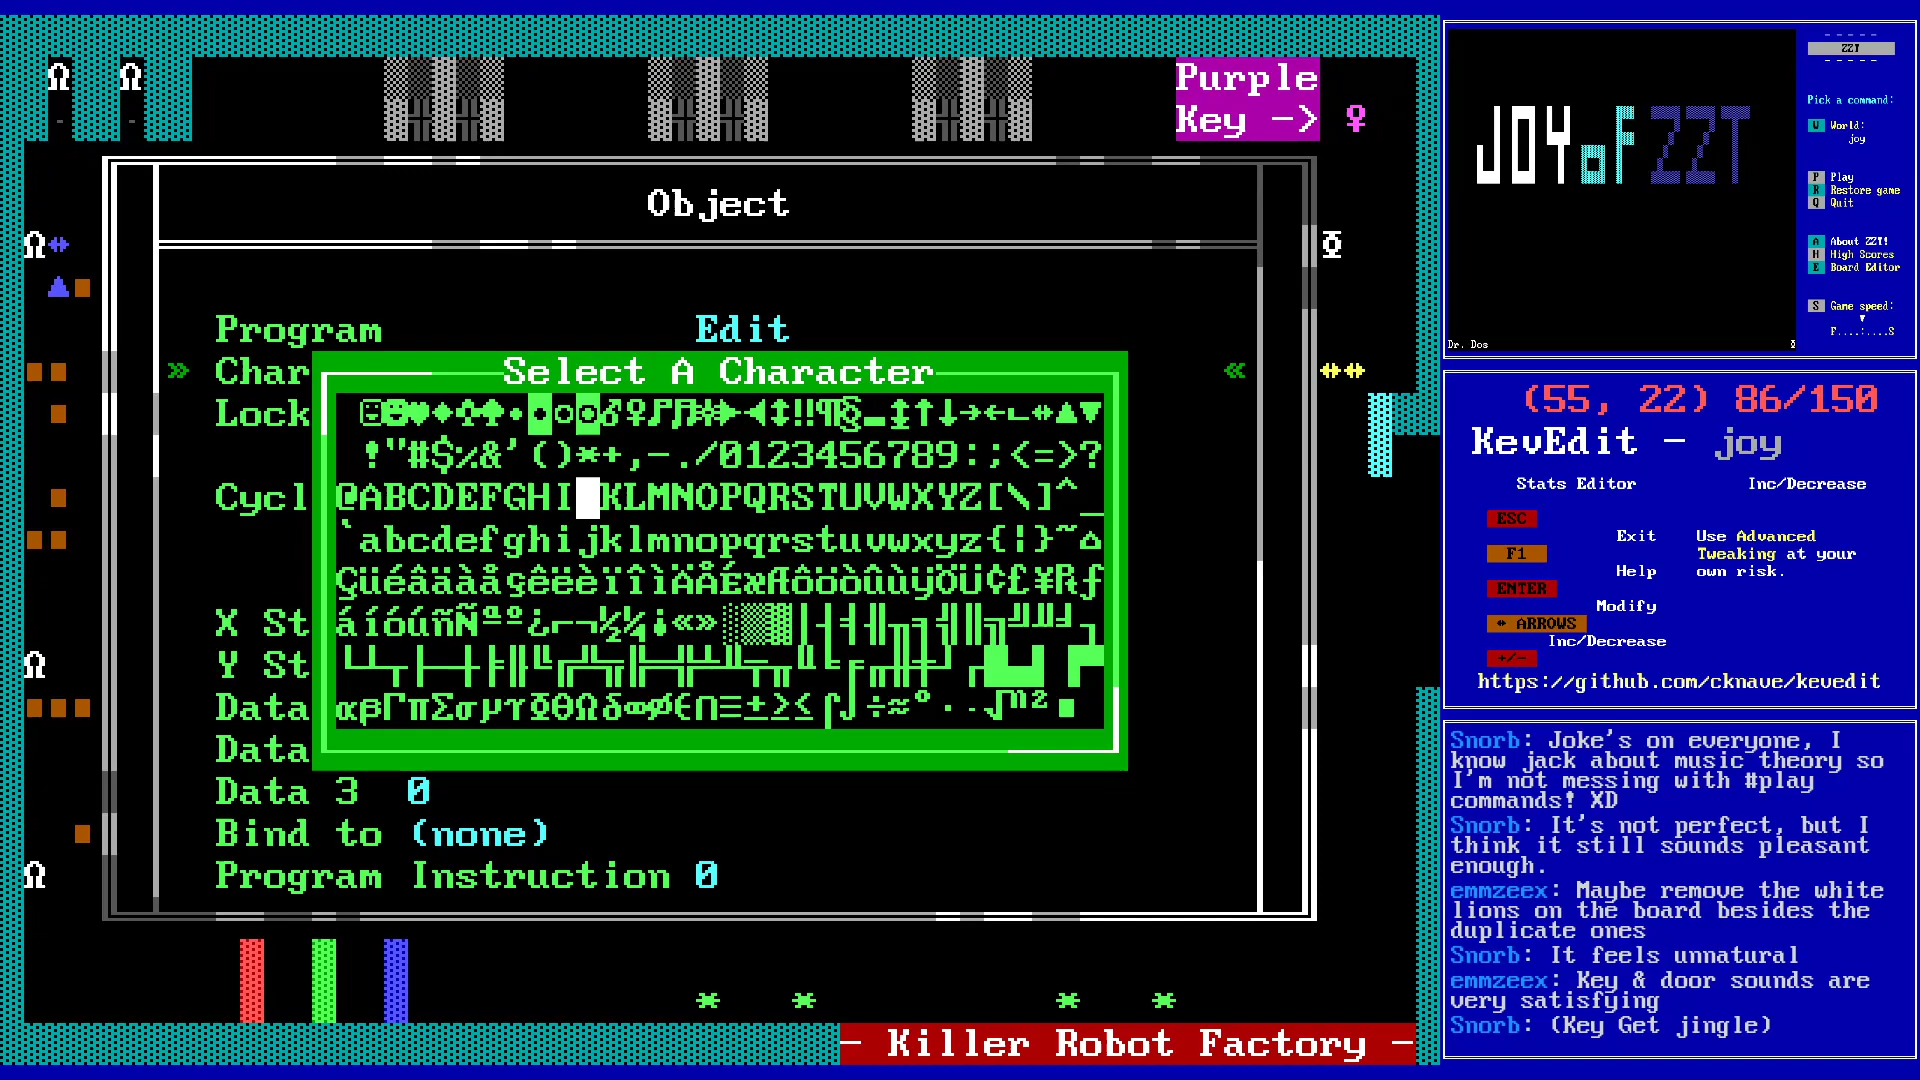 Purple
Key ->
Object
Program Edit
Char
Lock
Cycl
X St
Y St
Data
Data
Data 3 0
Bind to (none)
Program Instruction 0
Select A Character
!"#$%&'()*+,-./0123456789:;<=>?
@ABCDEFGHI KLMNOPQRSTUVWXYZ[\]^_
`abcdefghijklmnopqrstuvwxyz{¦}~⌂
- Killer Robot Factory -
JOY of ZZT
Dr. Dos
ZZT
Pick a command:
W World:
joy
P Play
R Restore game
Q Quit
A About ZZT!
H High Scores
E Board Editor
S Game speed:
F....:....S
(55, 22) 86/150
KevEdit - joy
Stats Editor Inc/Decrease
ESC
Exit
F1
Help
ENTER
Modify
↔ ARROWS
Inc/Decrease
+/-
Use Advanced
Tweaking at your
own risk.
https://github.com/cknave/kevedit
Snorb: Joke's on everyone, I
know jack about music theory so
I'm not messing with #play
commands! XD
Snorb: It's not perfect, but I
think it still sounds pleasant
enough.
emmzeex: Maybe remove the white
lions on the board besides the
duplicate ones
Snorb: It feels unnatural
emmzeex: Key & door sounds are
very satisfying
Snorb: (Key Get jingle)